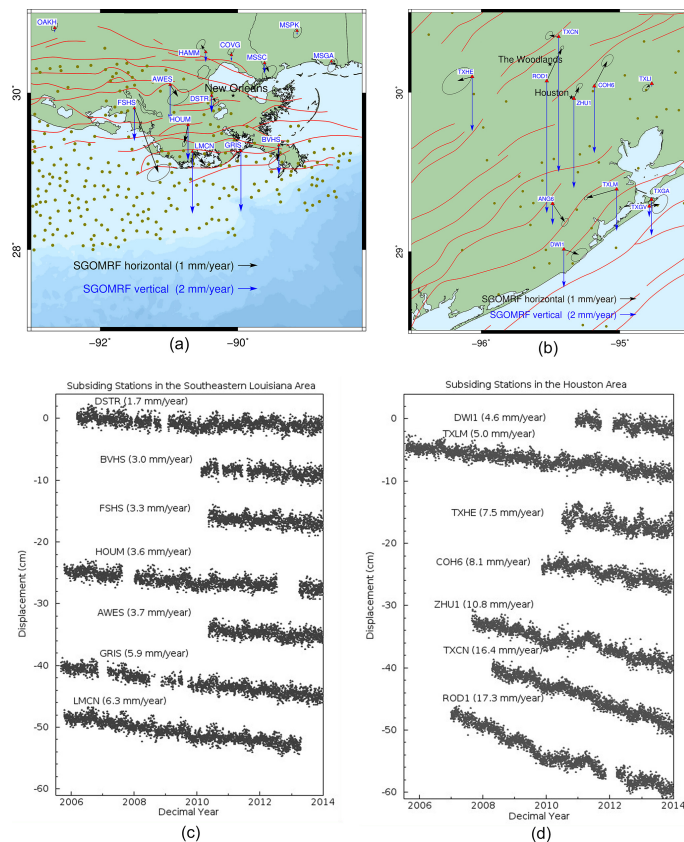 OAKH
MSPK
HAMM
COVG
MSSC
MSGA
30°
AWES
New Orleans
DSTR
FSHS
HOUM
LMCN
GRIS
BVHS
28°
SGOMRF horizontal (1 mm/year)
SGOMRF vertical (2 mm/year)
−92°
−90°
(a)
TXCN
The Woodlands
TXHE
ROD1
COH6
TXLI
30°
Houston
ZHU1
TXLM
ANG6
TXGA
TXGV
29°
DWI1
SGOMRF horizontal (1 mm/year)
SGOMRF vertical (2 mm/year)
−96°
−95°
(b)
Subsiding Stations in the Southeastern Louisiana Area
DSTR (1.7 mm/year)
BVHS (3.0 mm/year)
FSHS (3.3 mm/year)
HOUM (3.6 mm/year)
AWES (3.7 mm/year)
GRIS (5.9 mm/year)
LMCN (6.3 mm/year)
Displacement (cm)
0
-10
-20
-30
-40
-50
-60
2006 2008 2010 2012 2014
Decimal Year
(c)
Subsiding Stations in the Houston Area
DWI1 (4.6 mm/year)
TXLM (5.0 mm/year)
TXHE (7.5 mm/year)
COH6 (8.1 mm/year)
ZHU1 (10.8 mm/year)
TXCN (16.4 mm/year)
ROD1 (17.3 mm/year)
Displacement (cm)
0
-10
-20
-30
-40
-50
-60
2006 2008 2010 2012 2014
Decimal Year
(d)